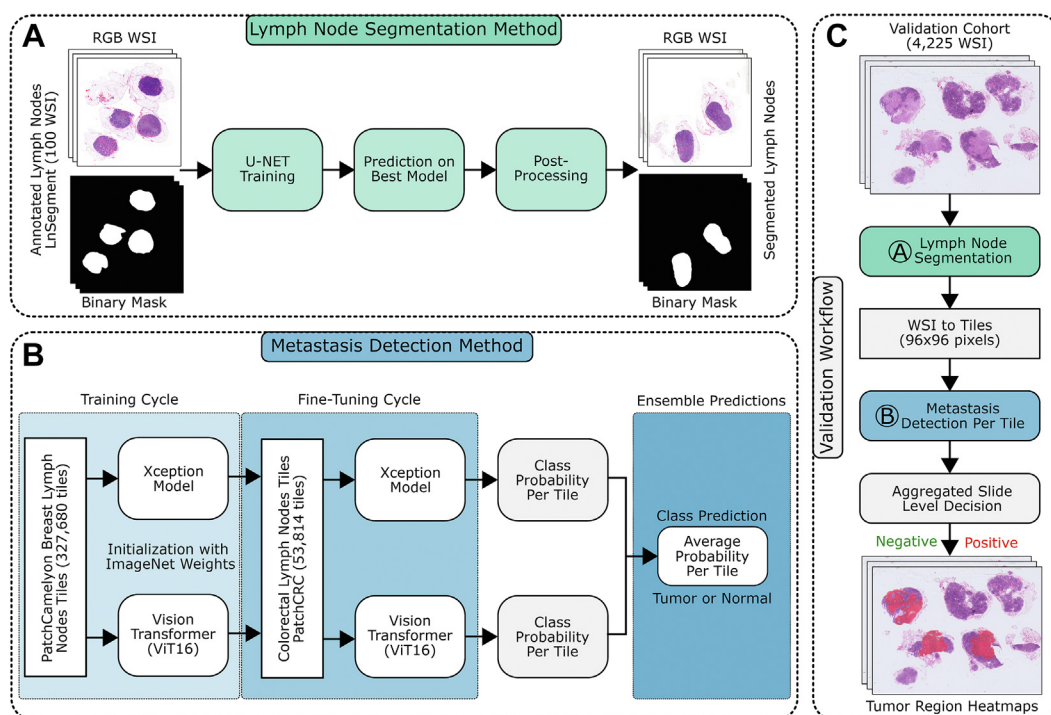 A
Lymph Node Segmentation Method
RGB WSI
Annotated Lymph Nodes
LnSegment (100 WSI)
Binary Mask
U-NET
Training
Prediction on
Best Model
Post-
Processing
RGB WSI
Segmented Lymph Nodes
Binary Mask
B
Metastasis Detection Method
Training Cycle
PatchCamelyon Breast Lymph
Nodes Tiles (327,680 tiles)
Xception
Model
Initialization with
ImageNet Weights
Vision
Transformer
(ViT16)
Fine-Tuning Cycle
Colorectal Lymph Nodes Tiles
PatchCRC (53,814 tiles)
Xception
Model
Vision
Transformer
(ViT16)
Class
Probability
Per Tile
Class
Probability
Per Tile
Ensemble Predictions
Class Prediction
Average
Probability
Per Tile
Tumor or Normal
C
Validation Workflow
Validation Cohort
(4,225 WSI)
A Lymph Node
Segmentation
WSI to Tiles
(96x96 pixels)
B Metastasis
Detection Per Tile
Aggregated Slide
Level Decision
Negative Positive
Tumor Region Heatmaps